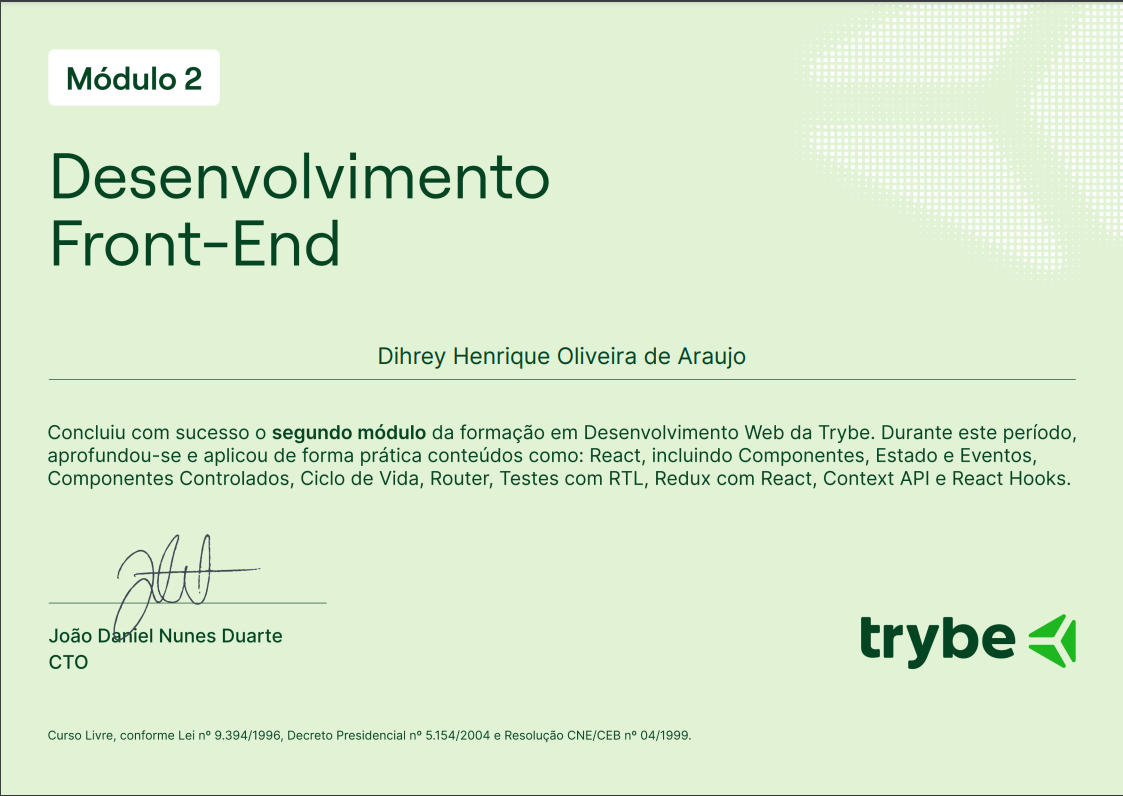 Módulo 2
Desenvolvimento
Front-End
Dihrey Henrique Oliveira de Araujo
Concluiu com sucesso o segundo módulo da formação em Desenvolvimento Web da Trybe. Durante este período,
aprofundou-se e aplicou de forma prática conteúdos como: React, incluindo Componentes, Estado e Eventos,
Componentes Controlados, Ciclo de Vida, Router, Testes com RTL, Redux com React, Context API e React Hooks.
João Daniel Nunes Duarte
CTO
trybe
Curso Livre, conforme Lei nº 9.394/1996, Decreto Presidencial nº 5.154/2004 e Resolução CNE/CEB nº 04/1999.